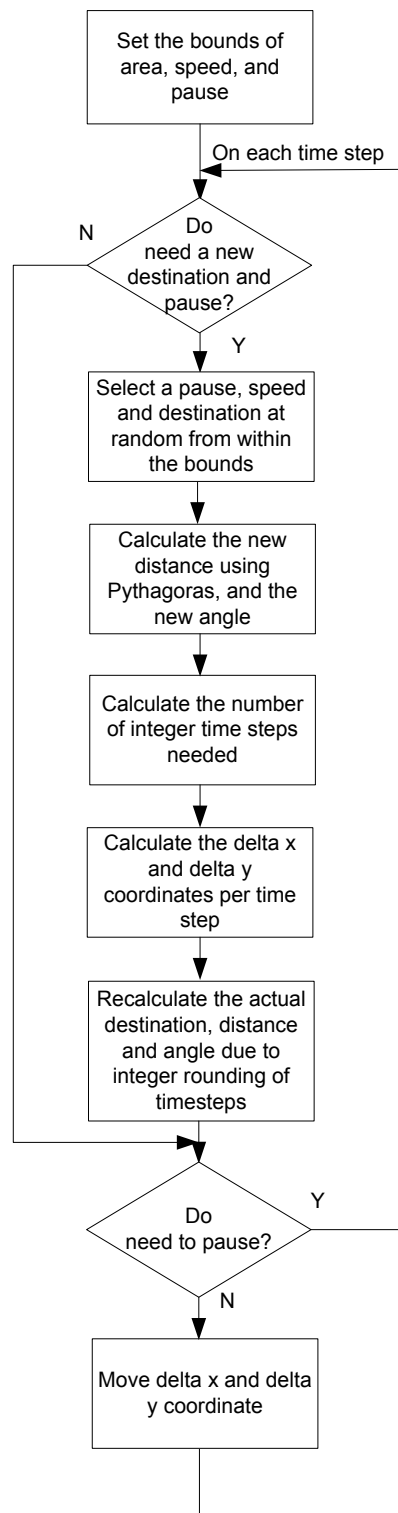 Set the bounds of
area, speed, and
pause
On each time step
N
Do
need a new
destination and
pause?
Y
Select a pause, speed
and destination at
random from within
the bounds
Calculate the new
distance using
Pythagoras, and the
new angle
Calculate the number
of integer time steps
needed
Calculate the delta x
and delta y
coordinates per time
step
Recalculate the actual
destination, distance
and angle due to
integer rounding of
timesteps
Do
need to pause?
Y
N
Move delta x and delta
y coordinate